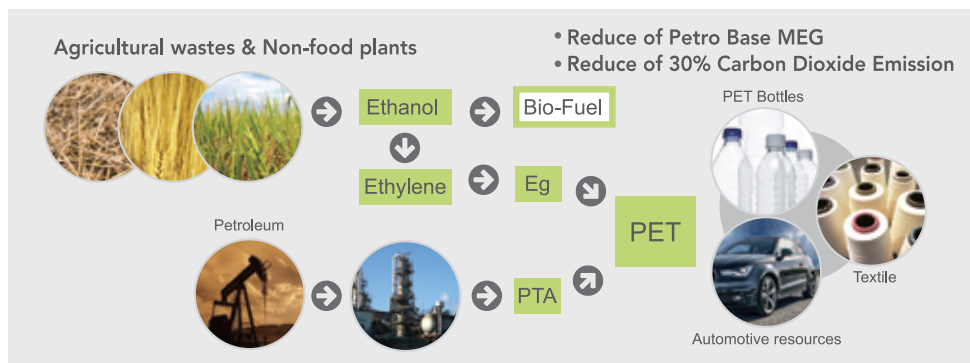 Agricultural wastes & Non-food plants
• Reduce of Petro Base MEG
• Reduce of 30% Carbon Dioxide Emission
PET Bottles
Ethanol
Bio-Fuel
Ethylene
Eg
Petroleum
PET
PTA
Textile
Automotive resources